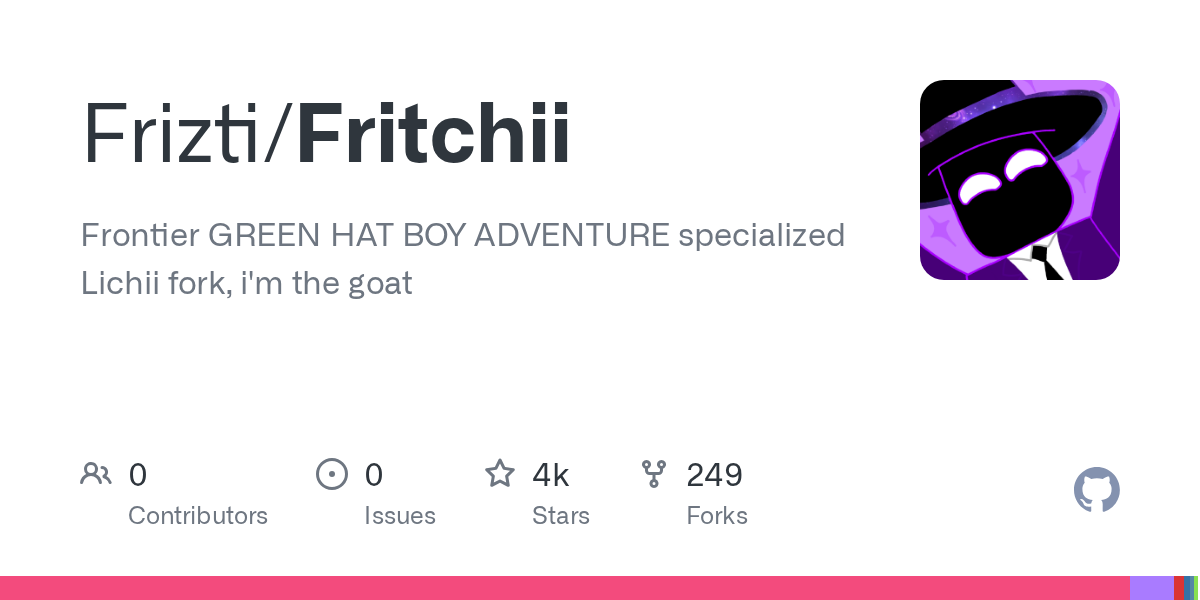 Frizti/Fritchii
Frontier GREEN HAT BOY ADVENTURE specialized
Lichii fork, i'm the goat
0 0 4k 249
Contributors Issues Stars Forks